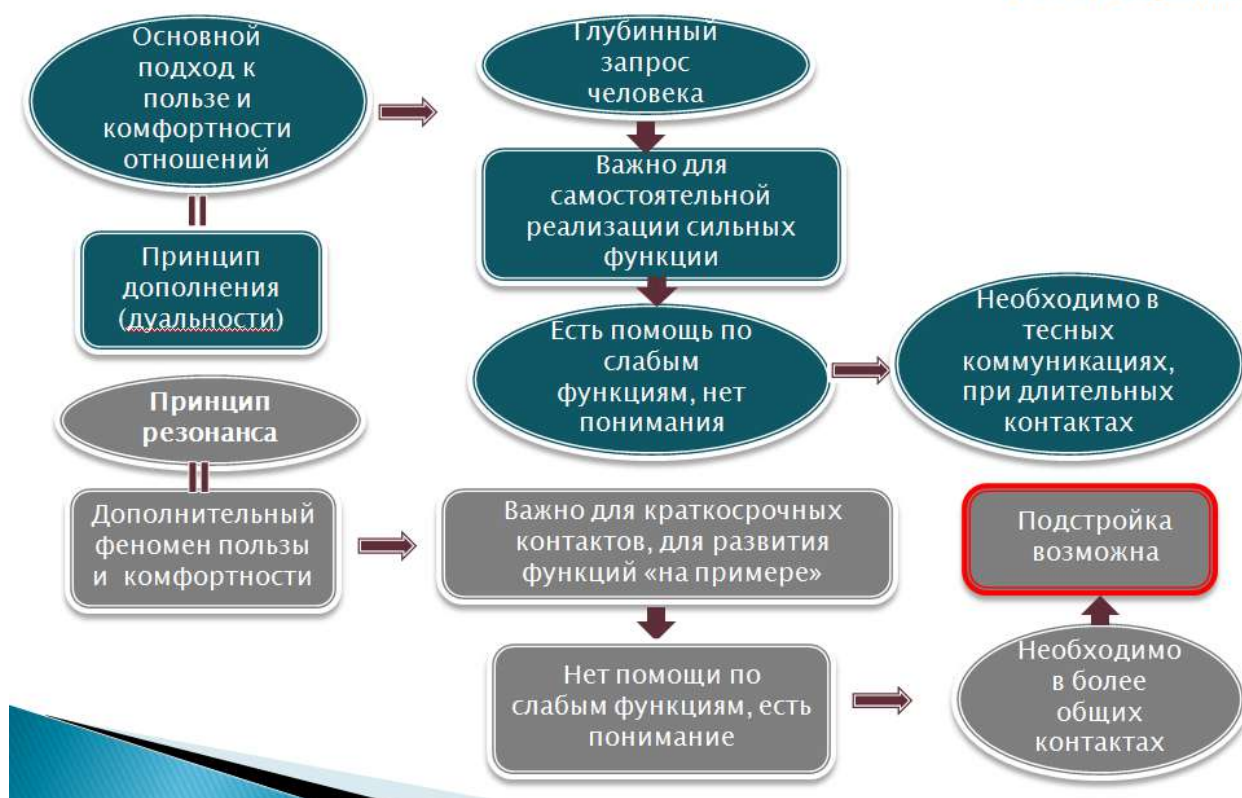 Основной
подход к
пользе и
комфортности
отношений
Глубинный
запрос
человека
Важно для
самостоятельной
реализации сильных
функции
Принцип
дополнения
(дуальности)
Есть помощь по
слабым
функциям, нет
понимания
Необходимо в
тесных
коммуникациях,
при длительных
контактах
Принцип
резонанса
Дополнительный
феномен пользы
и комфортности
Важно для краткосрочных
контактов, для развития
функций «на примере»
Подстройка
возможна
Нет помощи по
слабым функциям, есть
понимание
Необходимо
в более
общих
контактах